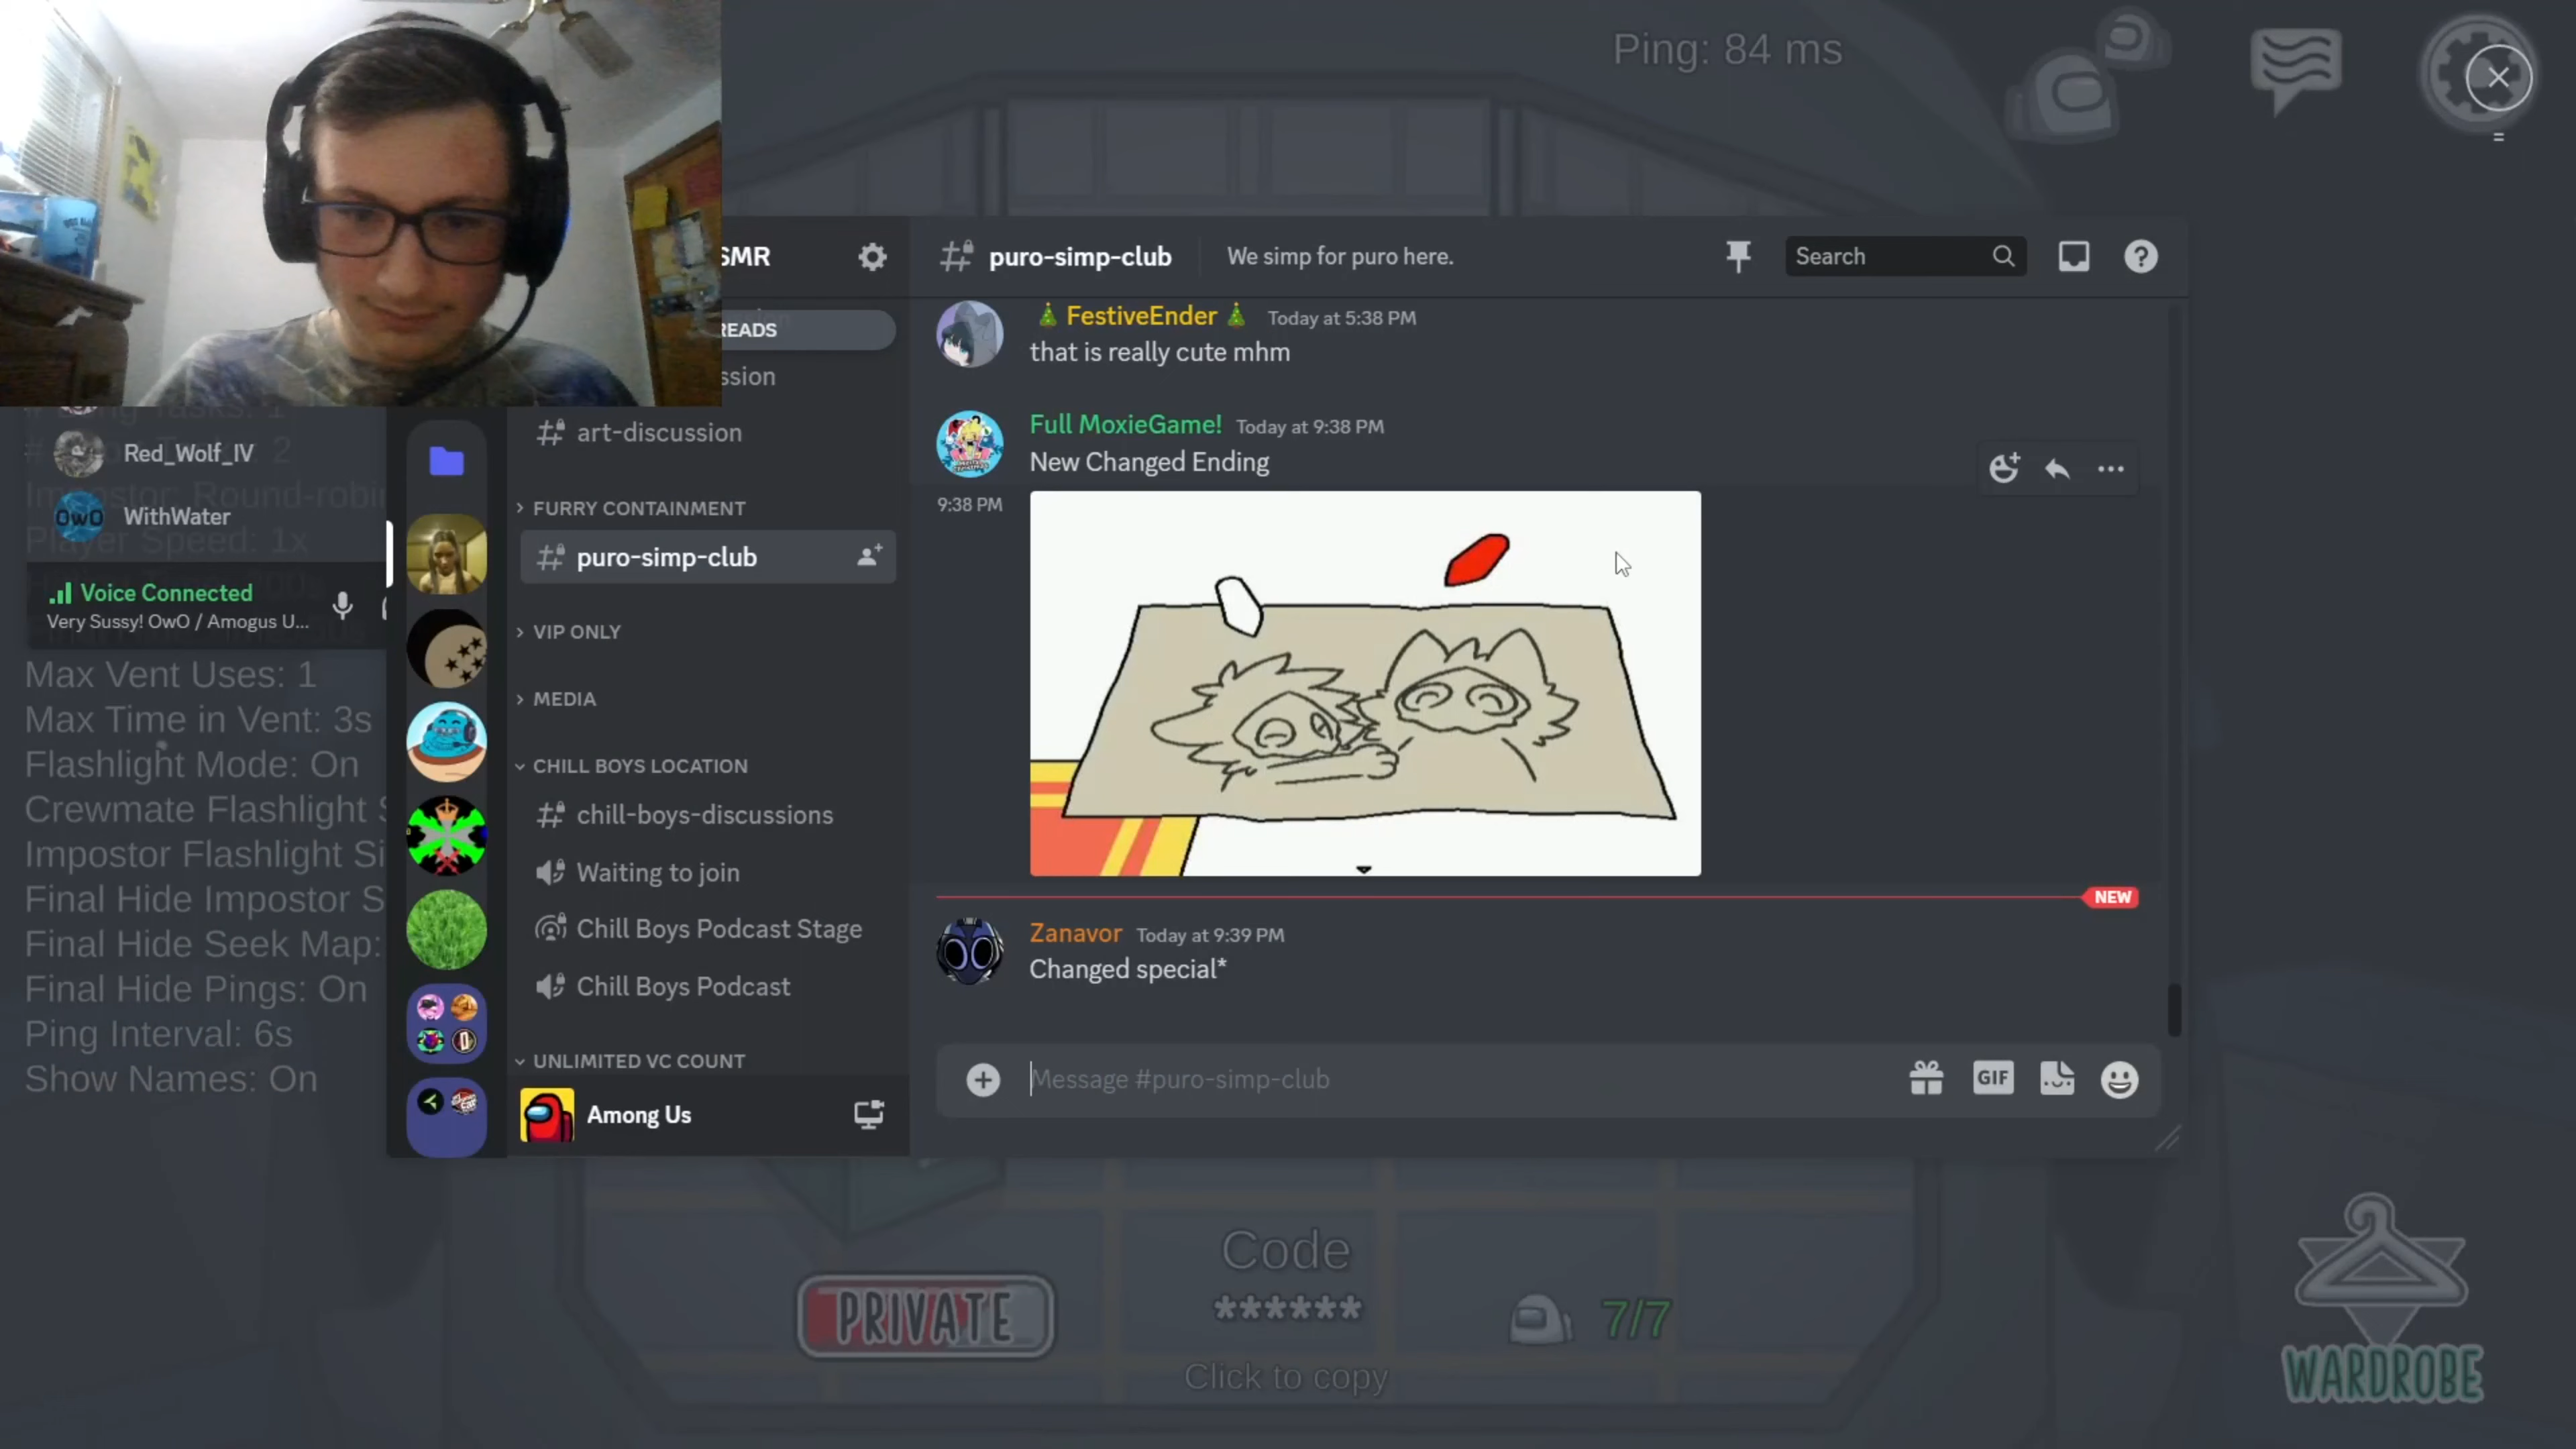 Ping: 84 ms
SMR
puro-simp-club
We simp for puro here.
Search
READS
ssion
art-discussion
FURRY CONTAINMENT
puro-simp-club
VIP ONLY
MEDIA
CHILL BOYS LOCATION
chill-boys-discussions
Waiting to join
Chill Boys Podcast Stage
Chill Boys Podcast
UNLIMITED VC COUNT
Among Us
FestiveEnder Today at 5:38 PM
that is really cute mhm
Full MoxieGame! Today at 9:38 PM
New Changed Ending
9:38 PM
NEW
Zanavor Today at 9:39 PM
Changed special*
Message #puro-simp-club
GIF
Red_Wolf_IV
OwO
WithWater
Player Speed: 1x
Voice Connected
Very Sussy! OwO / Amogus U...
Max Vent Uses: 1
Max Time in Vent: 3s
Flashlight Mode: On
Crewmate Flashlight S
Impostor Flashlight Si
Final Hide Impostor S
Final Hide Seek Map:
Final Hide Pings: On
Ping Interval: 6s
Show Names: On
Code
******
PRIVATE
7/7
Click to copy
WARDROBE